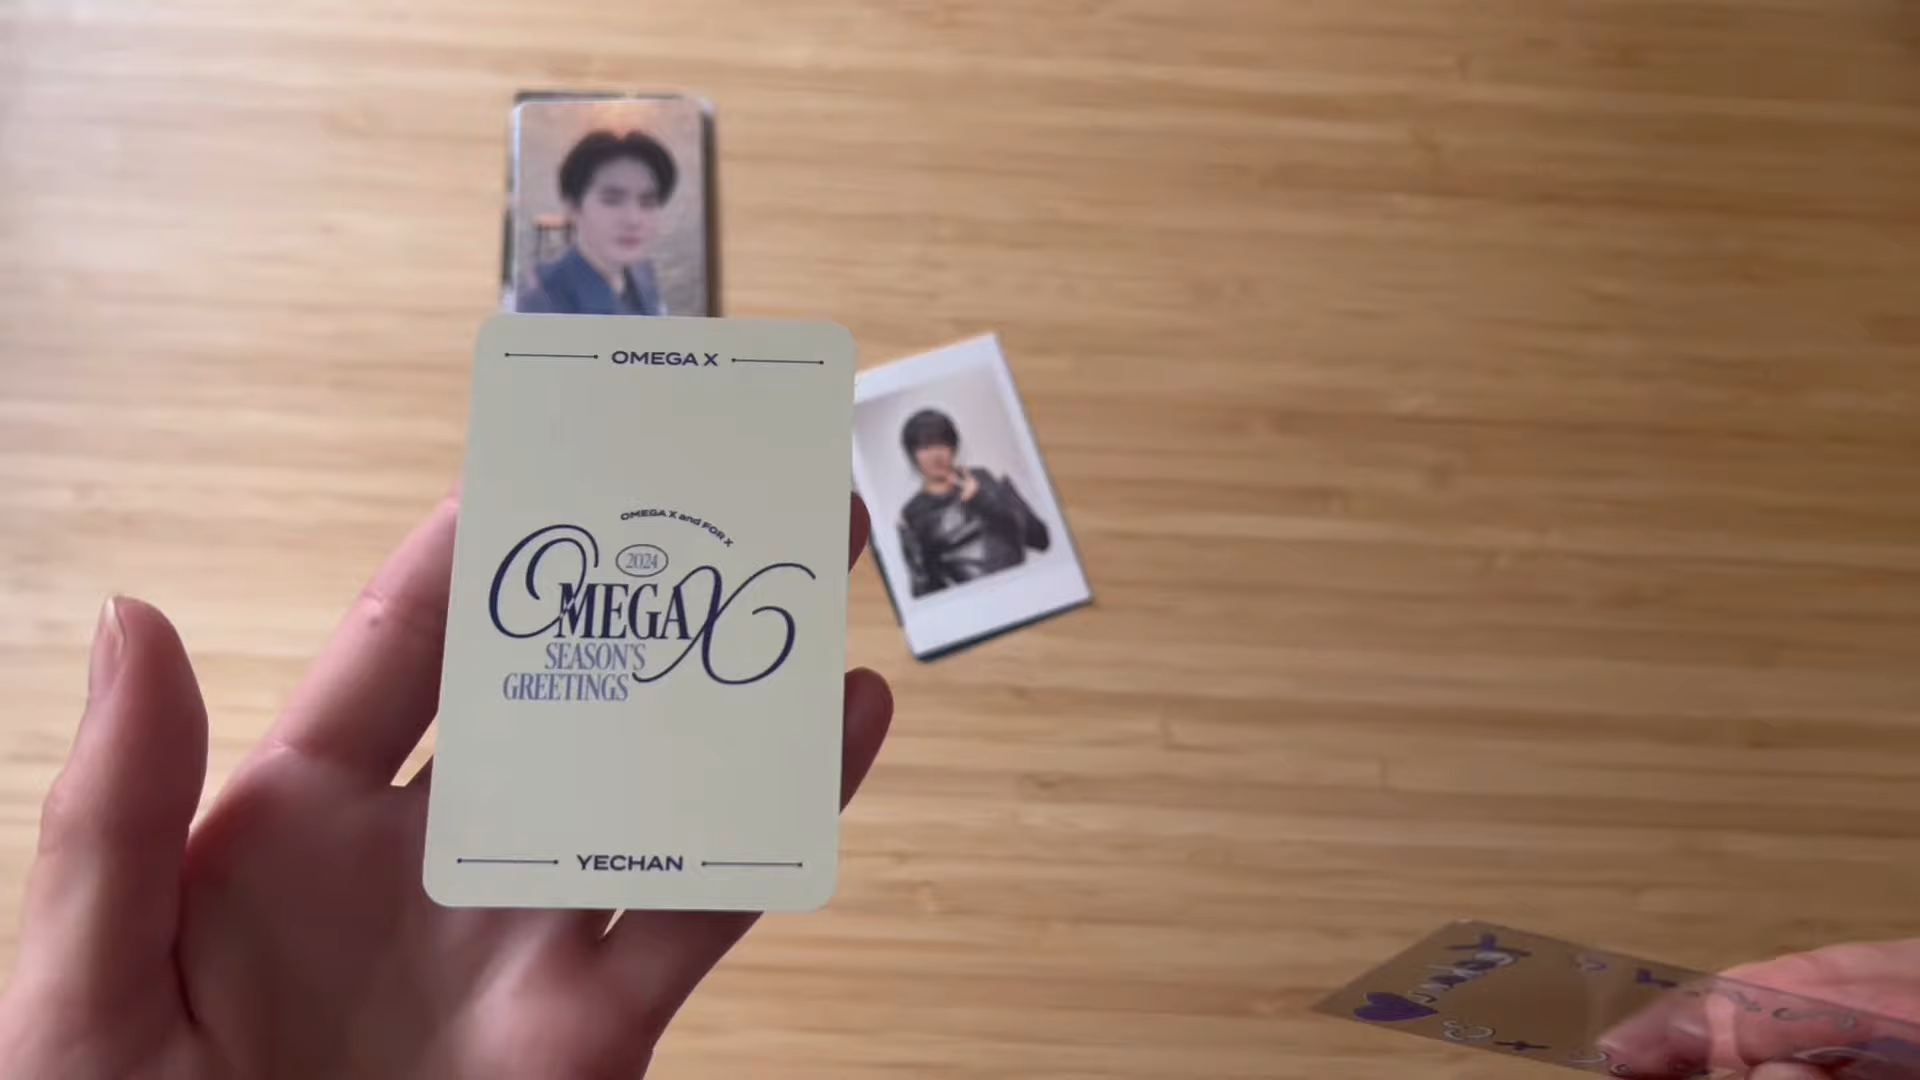 OMEGA X
OMEGA X and FOR X
2024
OMEGA X
SEASON'S
GREETINGS
YECHAN